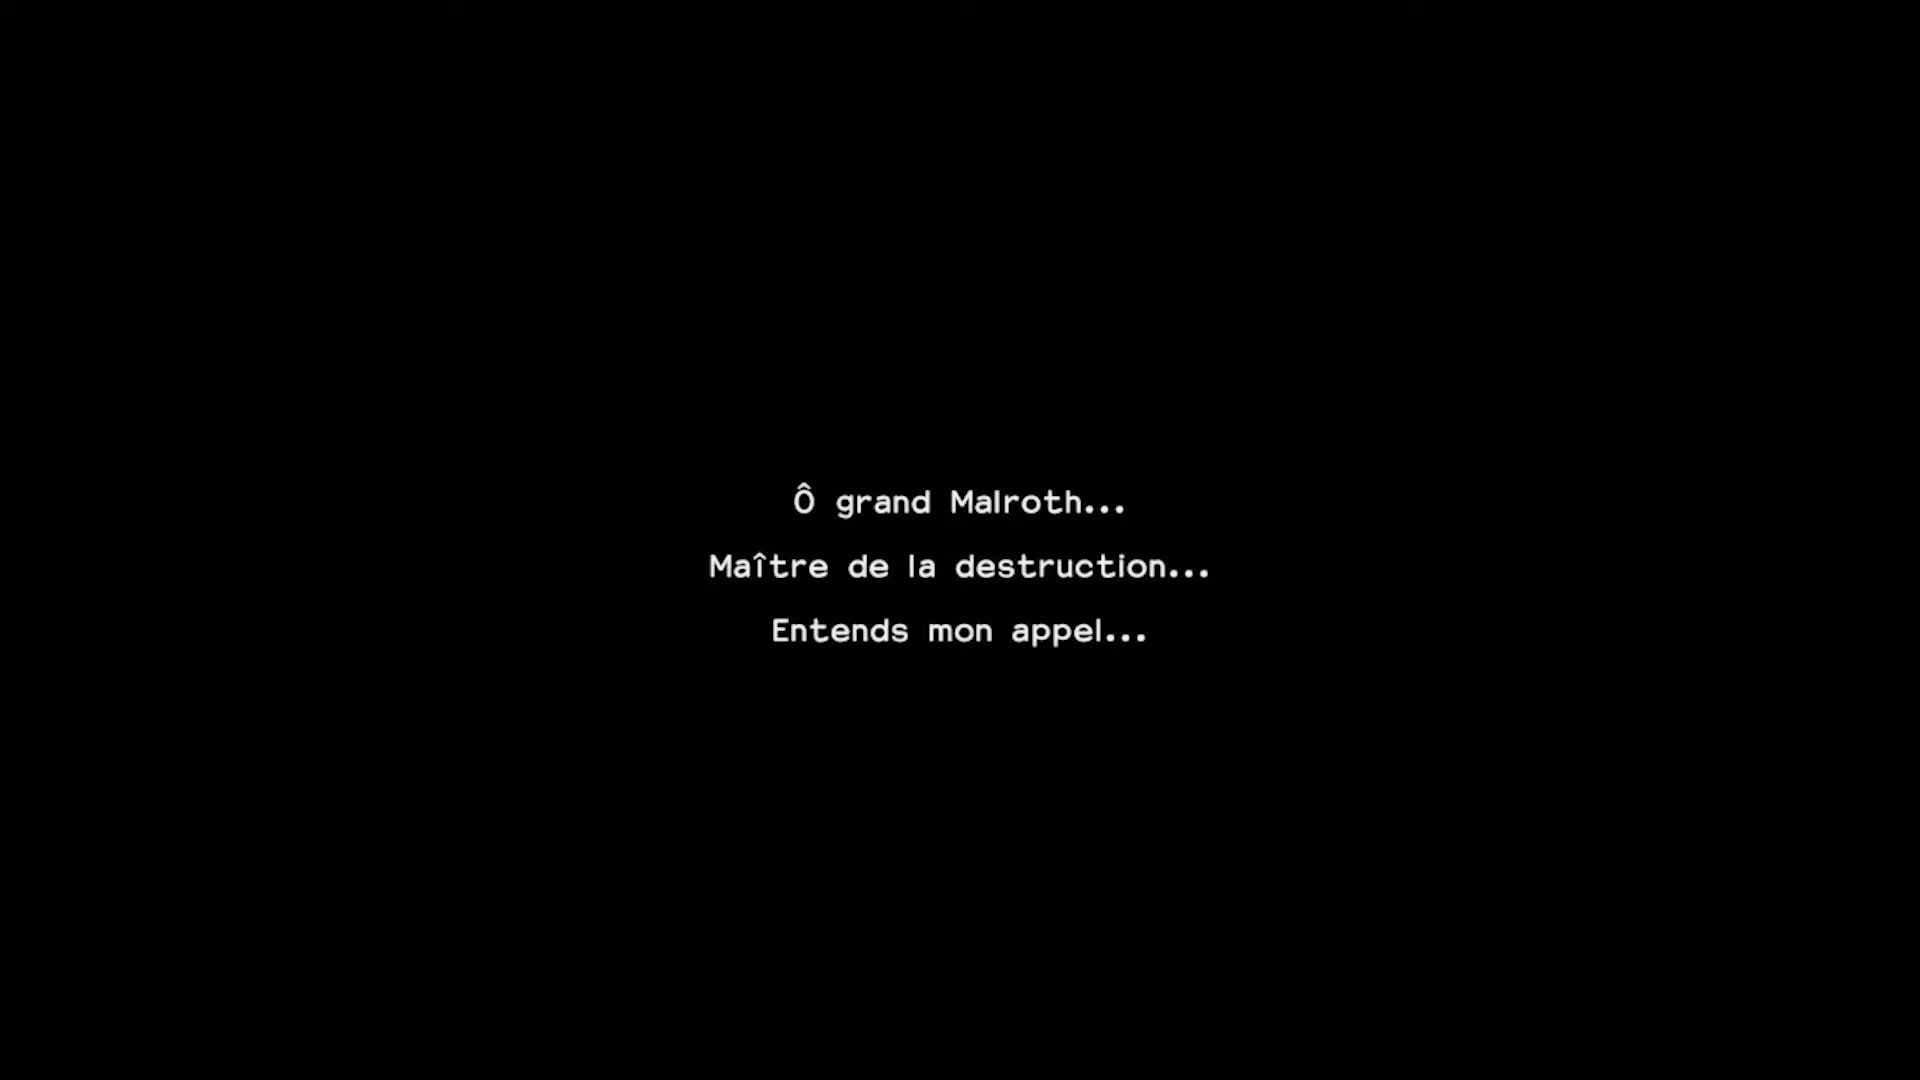 Ô grand Malroth...
Maître de la destruction...
Entends mon appel...